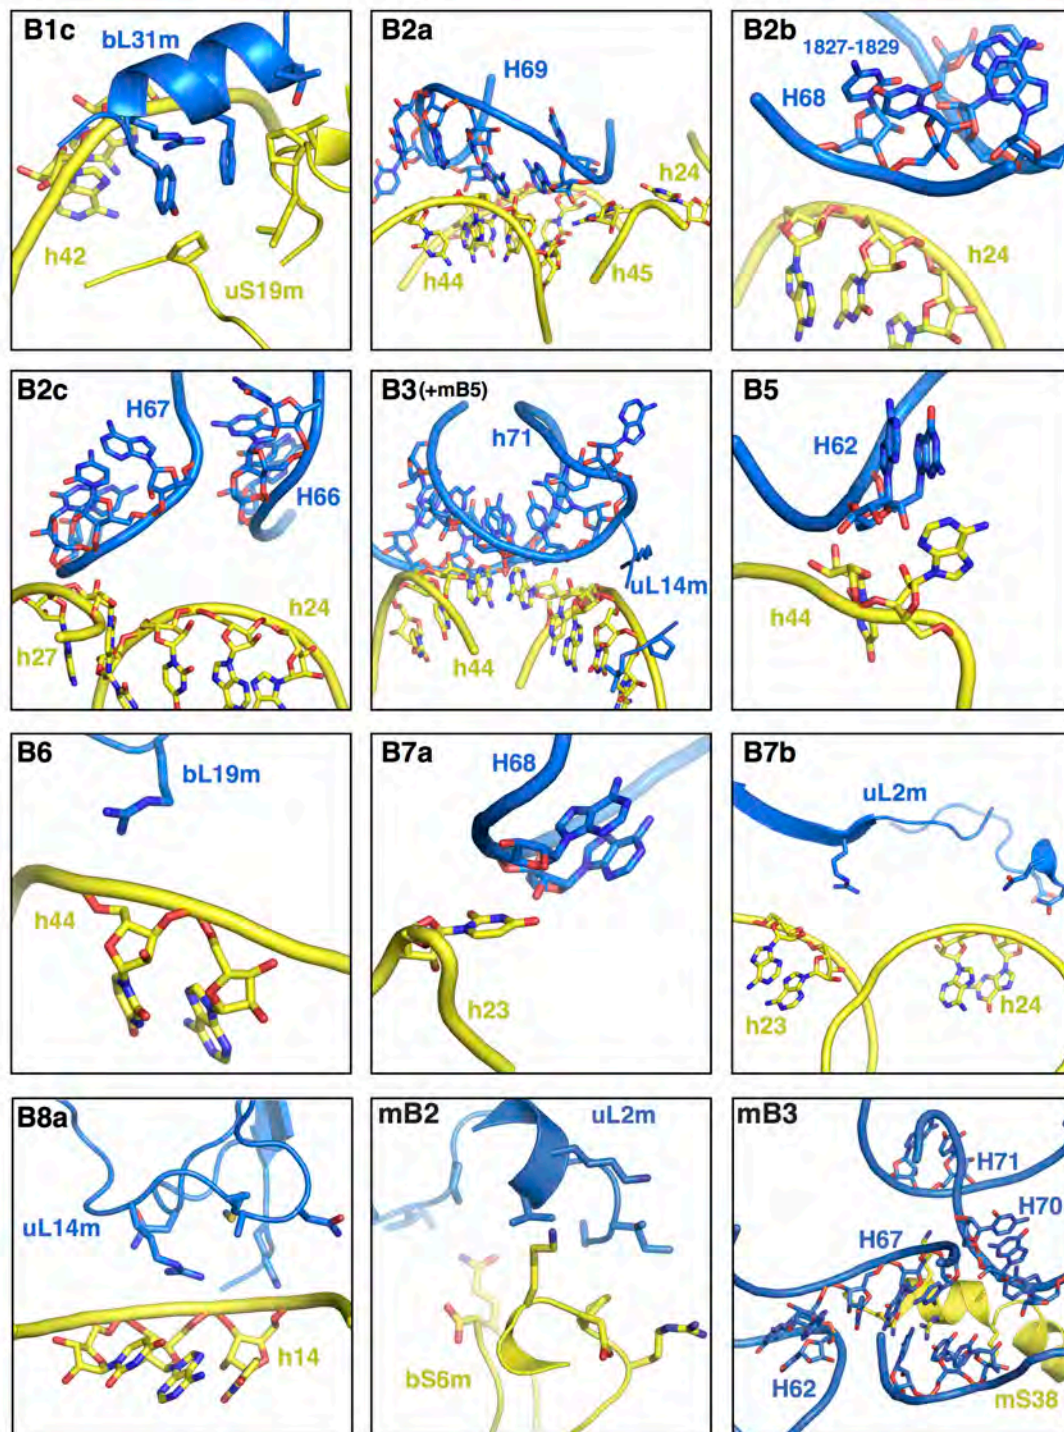 B1c
bL31m
h42
uS19m
B2a
H69
h24
h44
h45
B2b
1827-1829
H68
h24
B2c
H67
H66
h24
h27
B3 (+mB5)
h71
uL14m
h44
B5
H62
h44
B6
bL19m
h44
B7a
H68
h23
B7b
uL2m
h23
h24
B8a
uL14m
h14
mB2
uL2m
bS6m
mB3
H71
H70
H67
H62
mS38